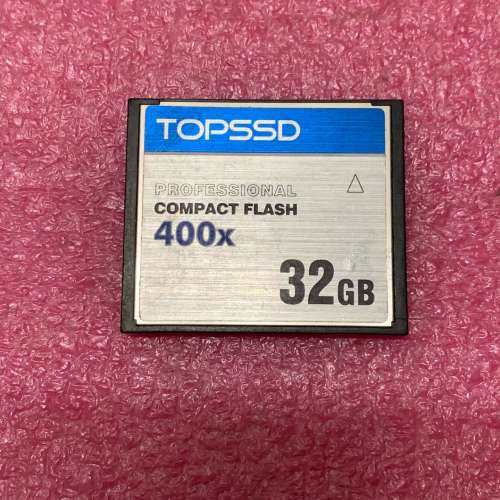 TOPSSD
PROFESSIONAL
COMPACT FLASH
400x
32GB